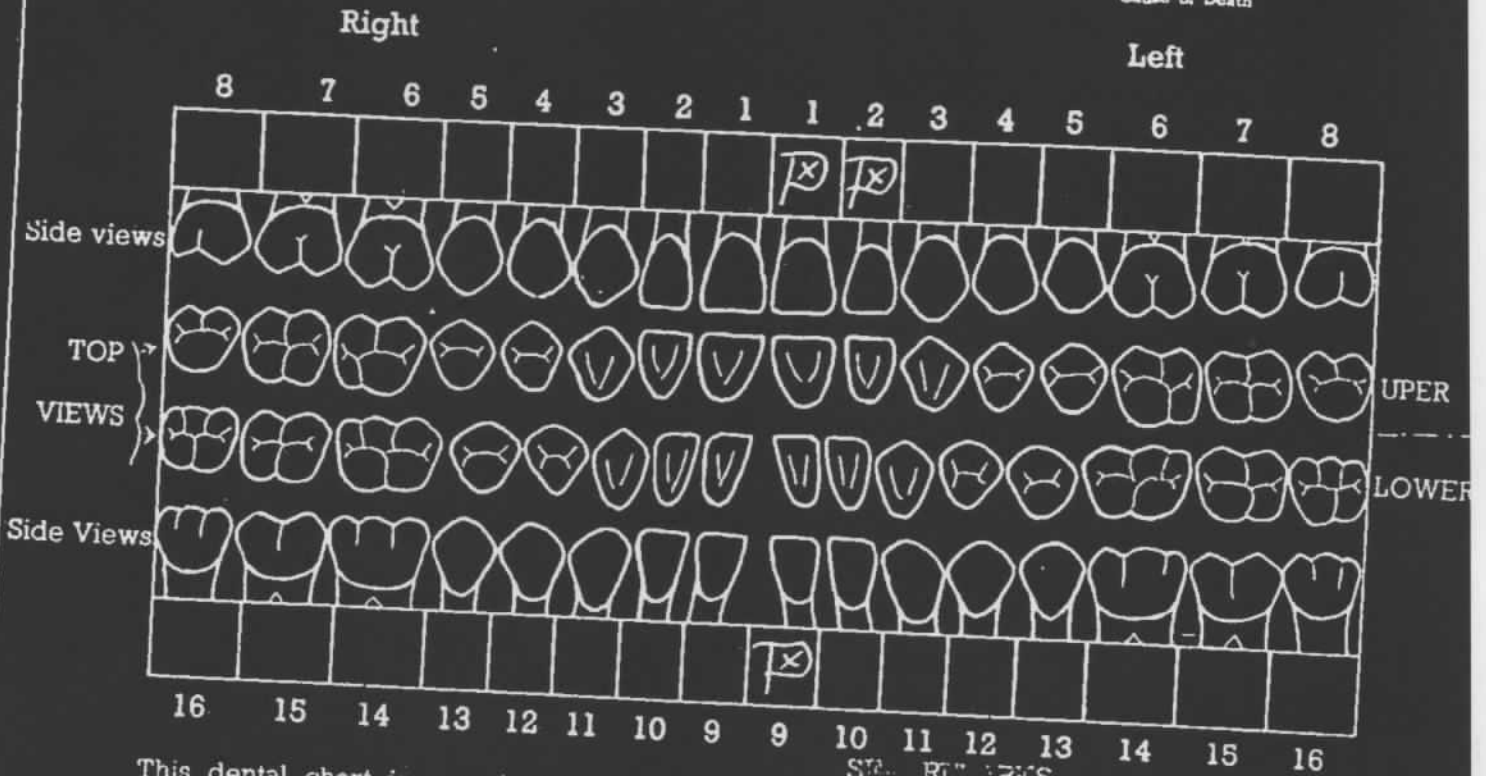 Right
Left
8 7 6 5 4 3 2 1 1 2 3 4 5 6 7 8
Side views
TOP
VIEWS
UPER
LOWER
Side Views
16 15 14 13 12 11 10 9 9 10 11 12 13 14 15 16
This dental chart